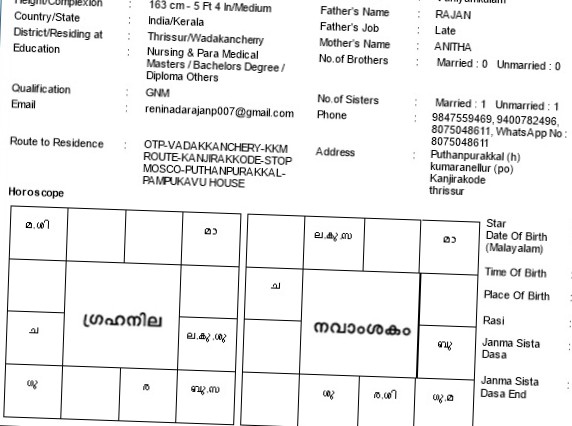 Height/Complexion : 163 cm - 5 Ft 4 In/Medium
Country/State : India/Kerala
District/Residing at : Thrissur/Wadakancherry
Education : Nursing & Para Medical
Masters / Bachelors Degree /
Diploma Others
Qualification : GNM
Email : reninadarajanp007@gmail.com
Route to Residence : OTP-VADAKKANCHERY-KKM
ROUTE-KANJIRAKKODE-STOP
MOSCO-PUTHANPURAKKAL-
PAMPUKAVU HOUSE
Father's Name : RAJAN
Father's Job : Late
Mother's Name : ANITHA
No.of Brothers : Married : 0 Unmarried : 0
No.of Sisters : Married : 1 Unmarried : 1
Phone : 9847559469, 9400782496,
8075048611, WhatsApp No :
8075048611
Address : Puthanpurakkal (h)
kumaranellur (po)
Kanjirakode
thrissur
Horoscope
മ.ശി മാ
ഗ്രഹനില
ച ല.കു.ശു
ഗു ര ബു.സ
ല.കു.സ മാ
ച
നവാംശകം
ബു
ശു ര.ശി ഗു.മ
Star
Date Of Birth
(Malayalam)
Time Of Birth :
Place Of Birth :
Rasi :
Janma Sista :
Dasa
Janma Sista :
Dasa End